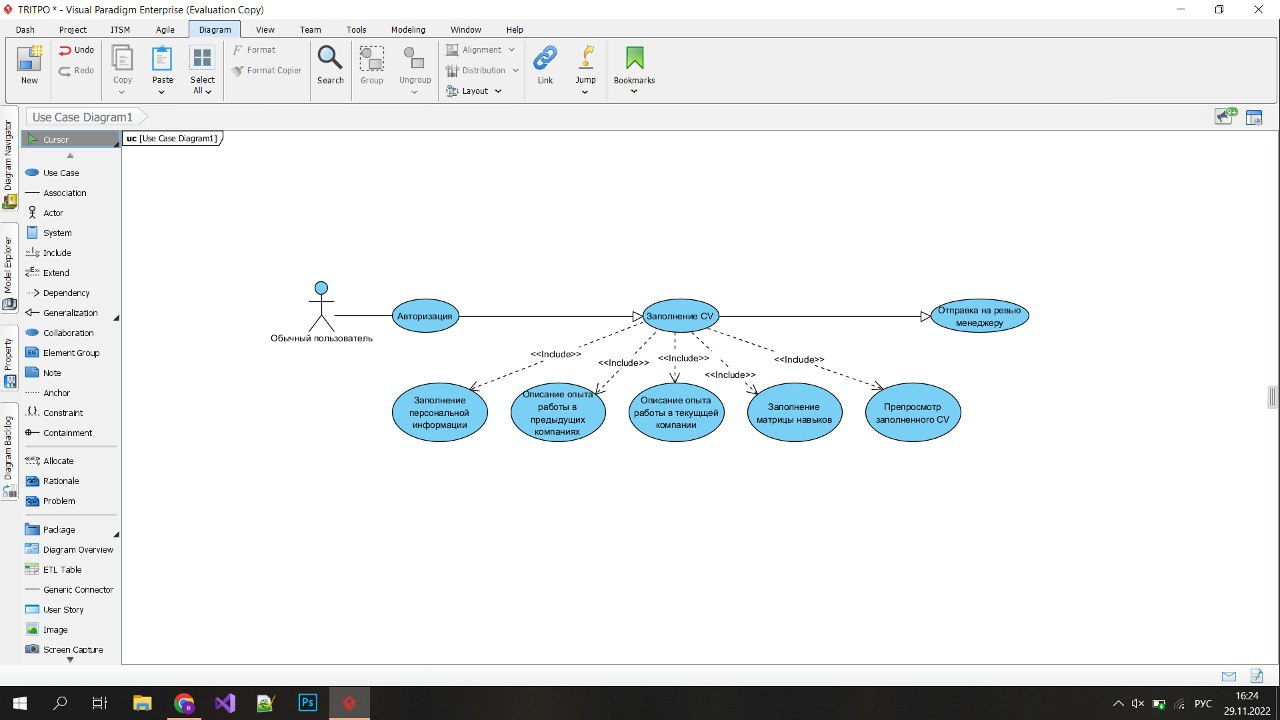 TRITPO * - Visual Paradigm Enterprise (Evaluation Copy)
Dash Project ITSM Agile Diagram View Team Tools Modeling Window Help
New
Undo
Redo
Copy
Paste
Select
All
Format
Format Copier
Search
Group
Ungroup
Alignment
Distribution
Layout
Link
Jump
Bookmarks
Use Case Diagram1
9+
Diagram Navigator
Model Explorer
Property
Diagram Backlog
Cursor
Use Case
Association
Actor
System
Include
Extend
Dependency
Generalization
Collaboration
Element Group
Note
Anchor
Constraint
Containment
Allocate
Rationale
Problem
Package
Diagram Overview
ETL Table
Generic Connector
User Story
Image
Screen Capture
uc [Use Case Diagram1]
Обычный пользователь
Авторизация
Заполнение CV
Отправка на ревью
менеджеру
<<Include>>
<<Include>>
<<Include>>
<<Include>>
<<Include>>
Заполнение
персональной
информации
Описание опыта
работы в
предыдущих
компаниях
Описание опыта
работы в текуще́й
компании
Заполнение
матрицы навыков
Препросмотр
заполненного CV
Ps
РУС
16:24
29.11.2022